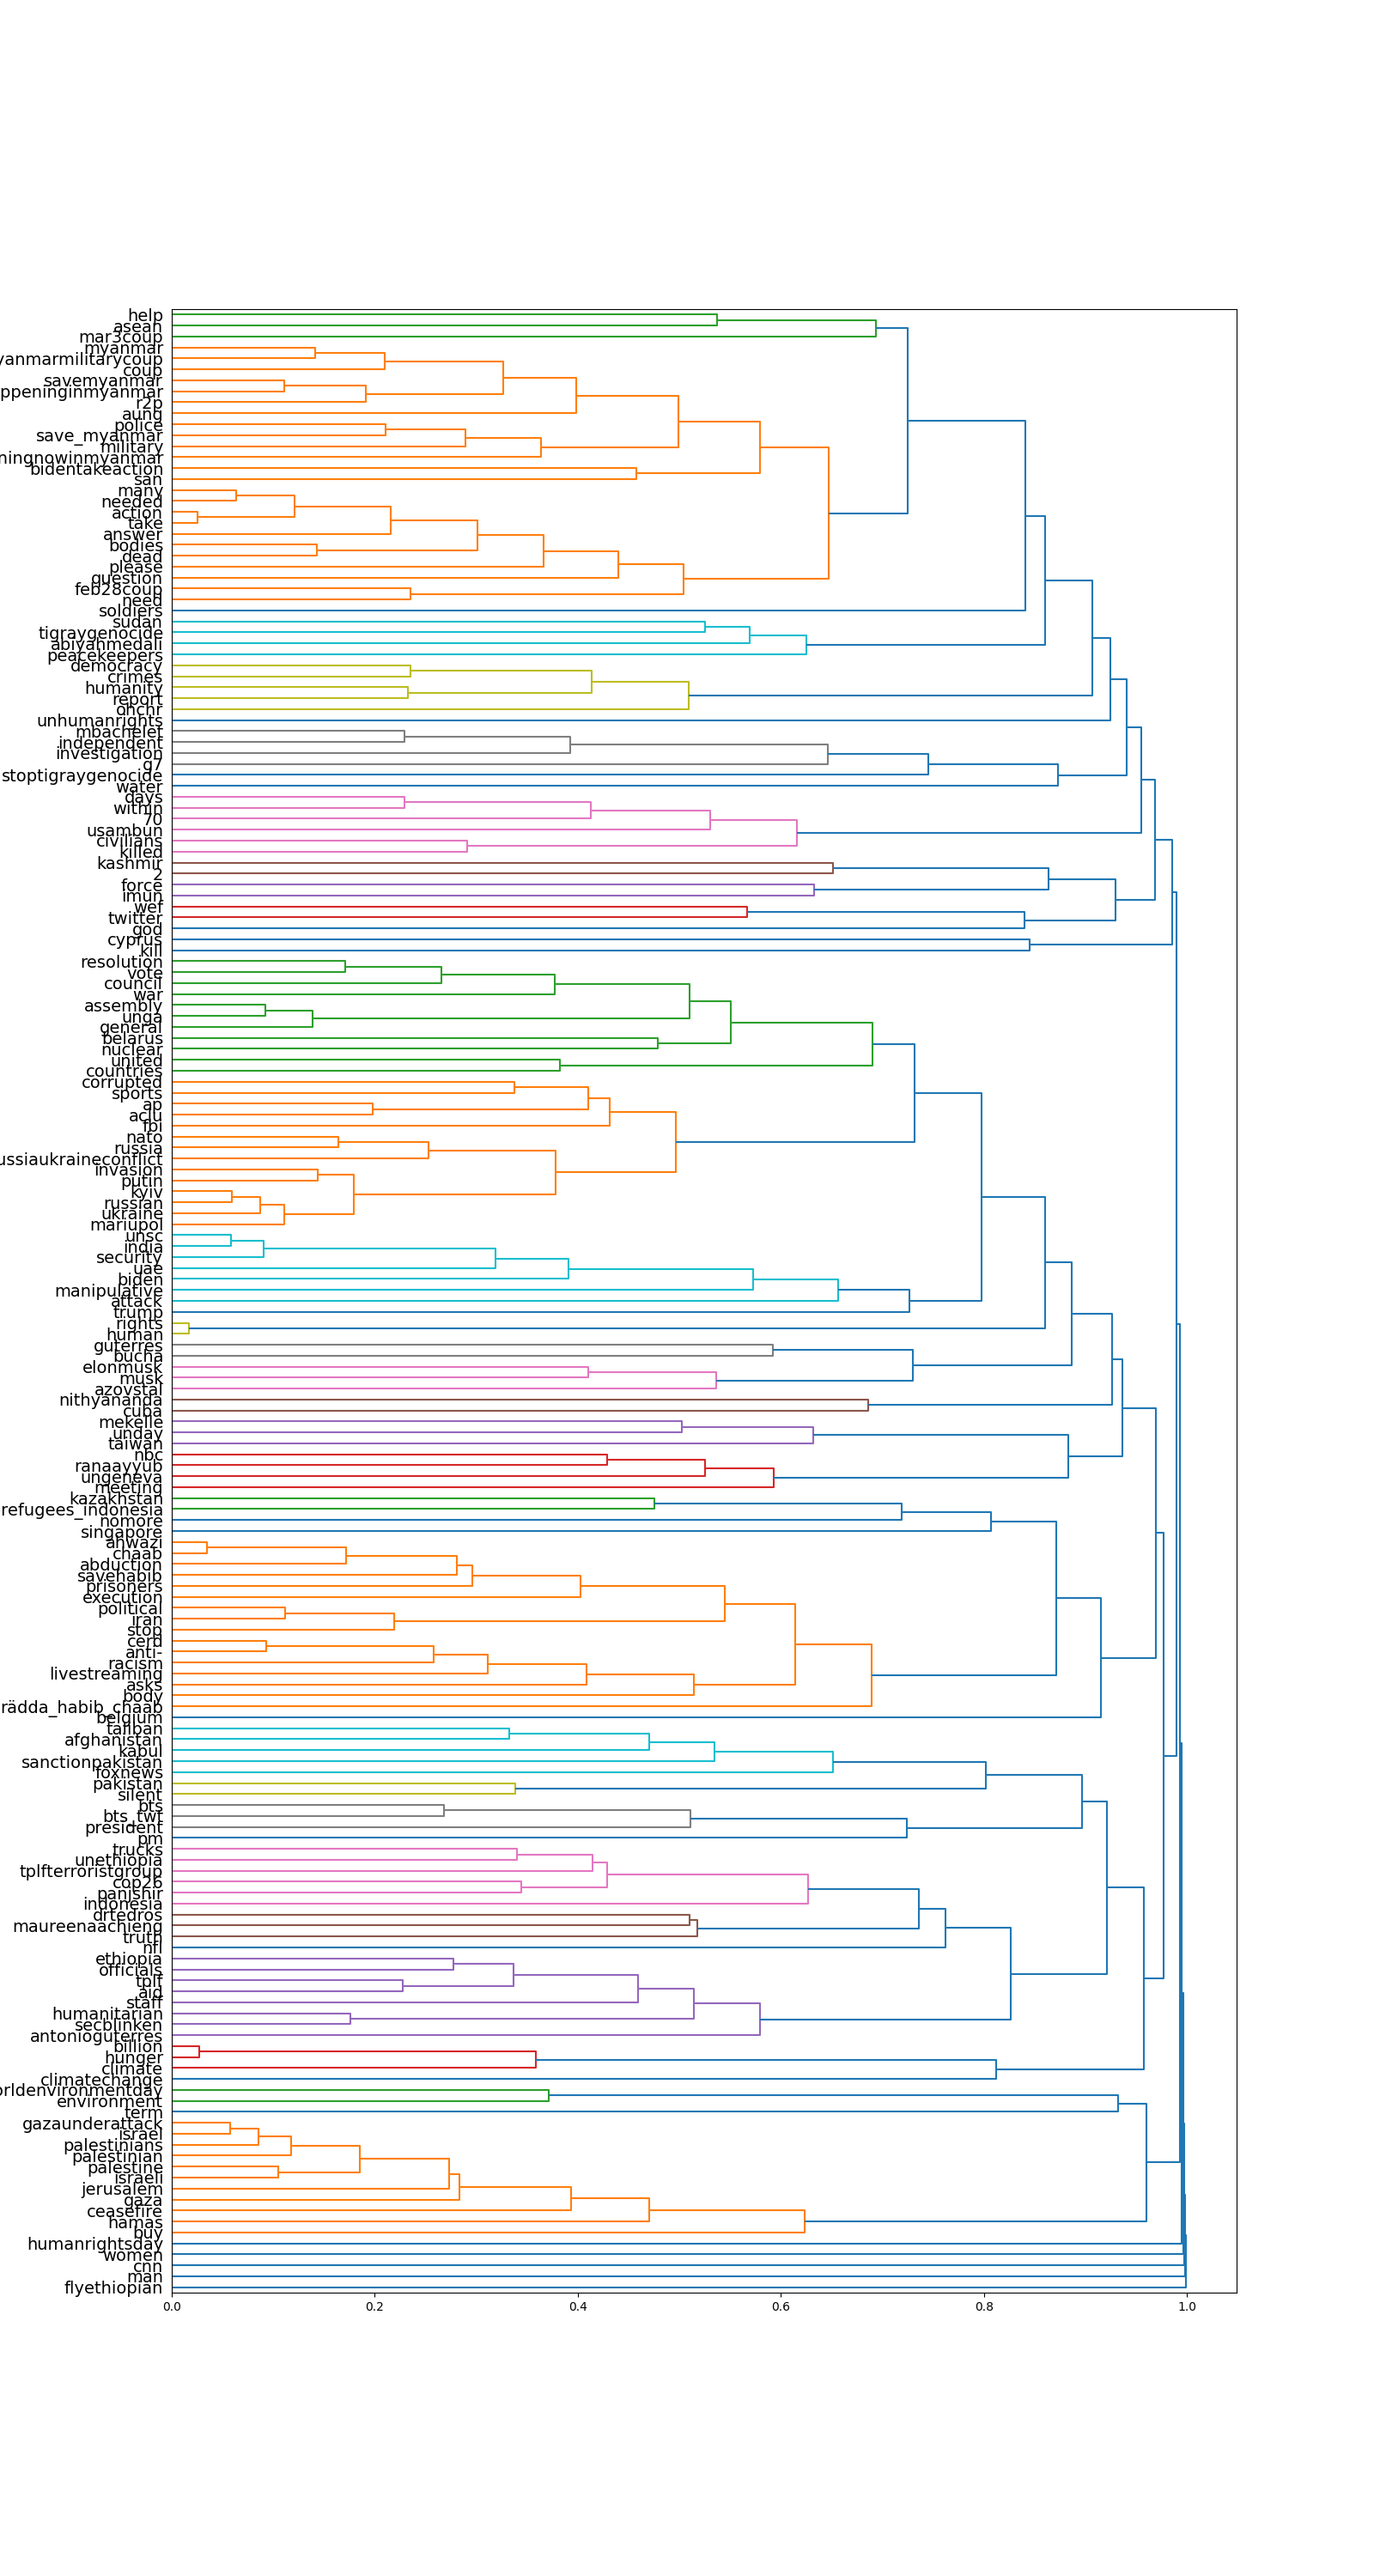 help
asean
mar3coup
myanmar
yanmarmilitarycoup
coup
savemyanmar
ppeninginmyanmar
r2p
aung
police
save_myanmar
military
ningnowinmyanmar
bidentakeaction
san
many
needed
action
take
answer
bodies
dead
please
question
feb28coup
need
soldiers
sudan
tigraygenocide
abiyahmedali
peacekeepers
democracy
crimes
humanity
report
ohchr
unhumanrights
mbachelet
independent
investigation
g7
stoptigraygenocide
water
days
within
70
usambun
civilians
killed
kashmir
2
force
imun
wef
twitter
god
cyprus
kill
resolution
vote
council
war
assembly
unga
general
belarus
nuclear
united
countries
corrupted
sports
ap
aclu
fbi
nato
russia
ussiaukraineconflict
invasion
putin
kyiv
russian
ukraine
mariupol
unsc
india
security
uae
biden
manipulative
attack
trump
rights
human
guterres
bucha
elonmusk
musk
azovstal
nithyananda
cuba
mekelle
unday
taiwan
nbc
ranaayyub
ungeneva
meeting
kazakhstan
refugees_indonesia
nomore
singapore
ahwazi
chaab
abduction
savehabib
prisoners
execution
political
iran
stop
cerd
anti-
racism
livestreaming
asks
body
rädda_habib_chaab
belgium
taliban
afghanistan
kabul
sanctionpakistan
foxnews
pakistan
silent
bts
bts_twt
president
pm
trucks
unethiopia
tplfterroristgroup
cop26
panjshir
indonesia
drtedros
maureenaachieng
truth
nfl
ethiopia
officials
tplf
aid
staff
humanitarian
secblinken
antonioguterres
billion
hunger
climate
climatechange
orldenvironmentday
environment
term
gazaunderattack
israel
palestinians
palestinian
palestine
israeli
jerusalem
gaza
ceasefire
hamas
buy
humanrightsday
women
cnn
man
flyethiopian
0.0 0.2 0.4 0.6 0.8 1.0